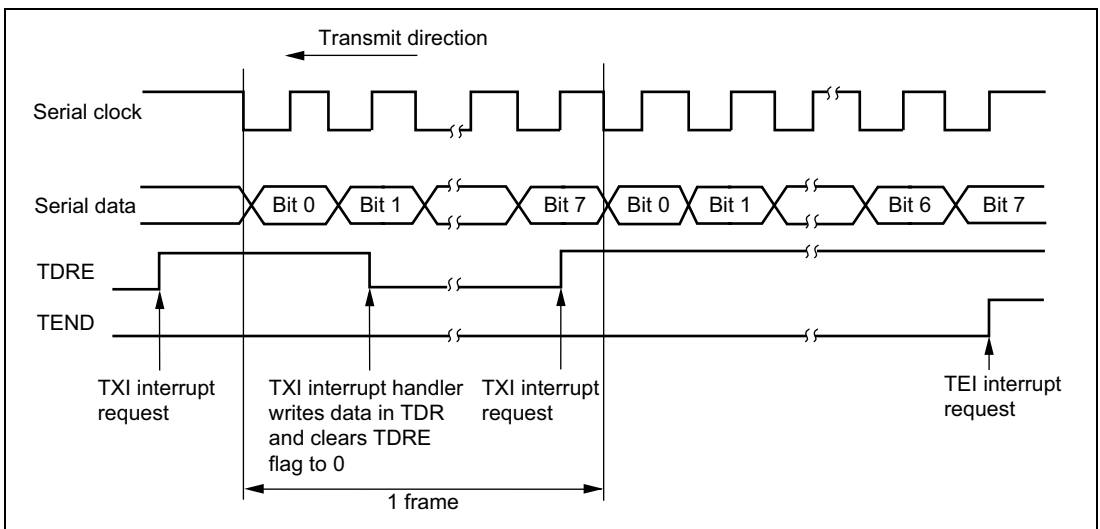 Transmit direction
Serial clock
Serial data
Bit 0
Bit 1
Bit 7
Bit 0
Bit 1
Bit 6
Bit 7
TDRE
TEND
TXI interrupt
request
TXI interrupt handler
writes data in TDR
and clears TDRE
flag to 0
TXI interrupt
request
TEI interrupt
request
1 frame